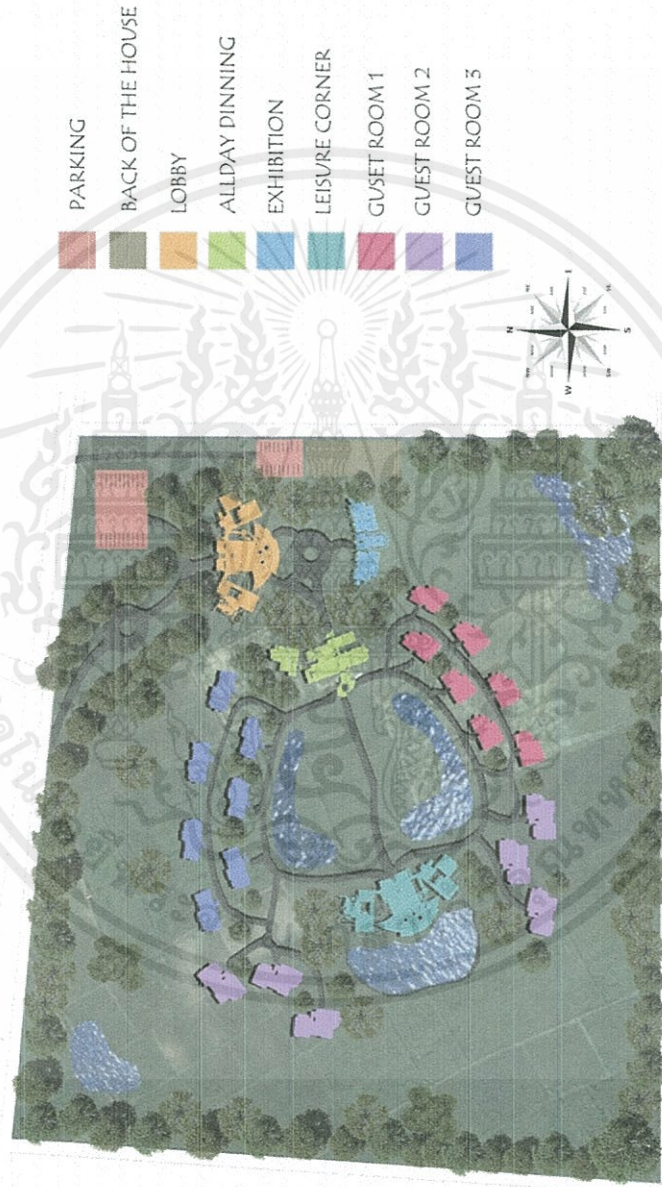 PARKING
BACK OF THE HOUSE
LOBBY
ALLDAY DINNING
EXHIBITION
LEISURE CORNER
GUSET ROOM 1
GUEST ROOM 2
GUEST ROOM 3
N
E
S
W